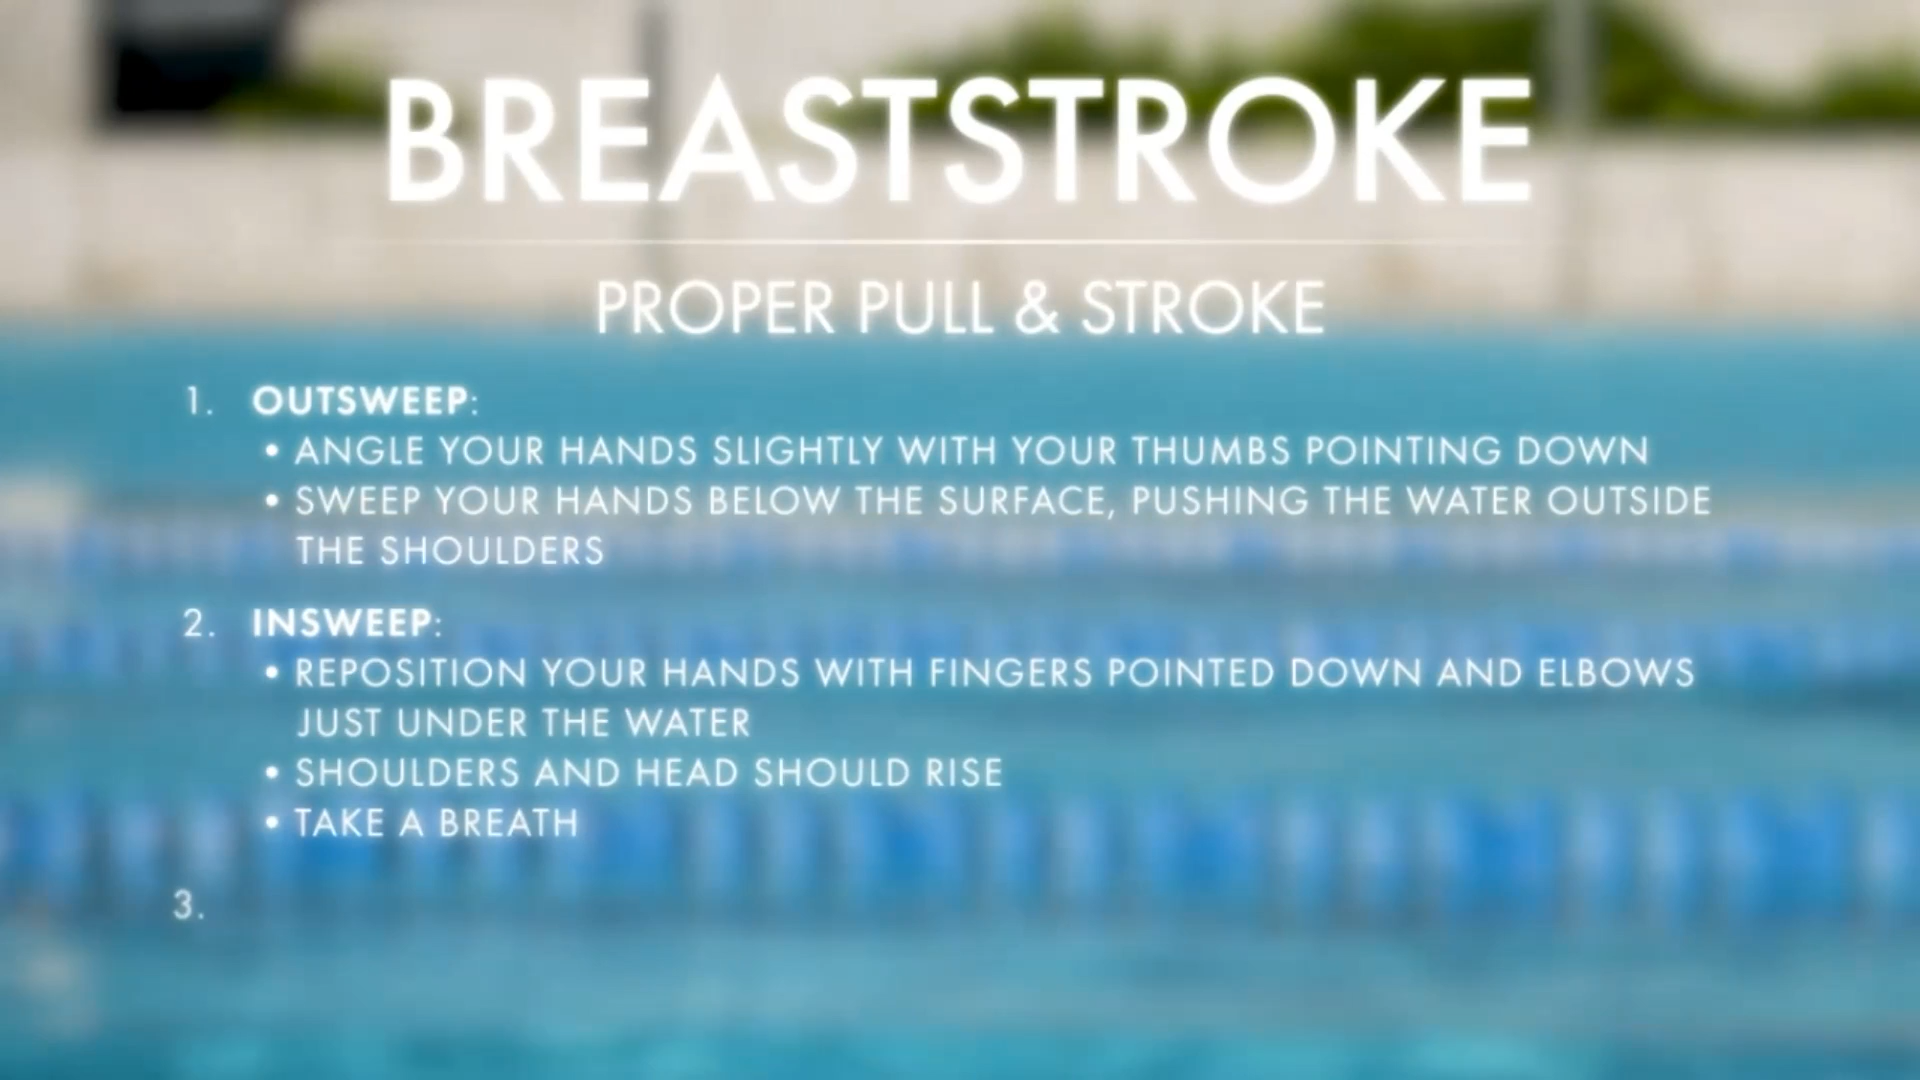 BREASTSTROKE
PROPER PULL & STROKE
1. OUTSWEEP:
• ANGLE YOUR HANDS SLIGHTLY WITH YOUR THUMBS POINTING DOWN
• SWEEP YOUR HANDS BELOW THE SURFACE, PUSHING THE WATER OUTSIDE
THE SHOULDERS
2. INSWEEP:
• REPOSITION YOUR HANDS WITH FINGERS POINTED DOWN AND ELBOWS
JUST UNDER THE WATER
• SHOULDERS AND HEAD SHOULD RISE
• TAKE A BREATH
3.